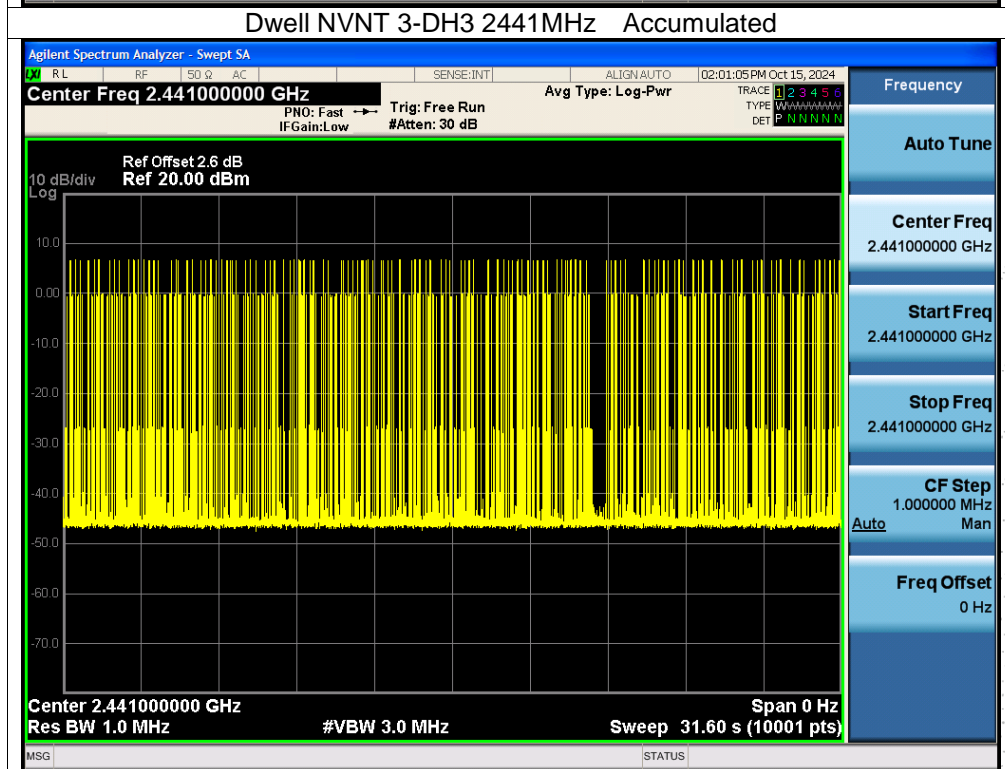 Dwell NVNT 3-DH3 2441MHz Accumulated
Agilent Spectrum Analyzer - Swept SA
RL RF 50 Ω AC SENSE:INT ALIGN AUTO 02:01:05 PM Oct 15, 2024
Center Freq 2.441000000 GHz
PNO: Fast
IFGain:Low
Trig: Free Run
#Atten: 30 dB
Avg Type: Log-Pwr
TRACE 1 2 3 4 5 6
TYPE
DET P N N N N N
Frequency
Auto Tune
Center Freq
2.441000000 GHz
Start Freq
2.441000000 GHz
Stop Freq
2.441000000 GHz
CF Step
1.000000 MHz
Auto Man
Freq Offset
0 Hz
Ref Offset 2.6 dB
10 dB/div Ref 20.00 dBm
Log
10.0
0.00
-10.0
-20.0
-30.0
-40.0
-50.0
-60.0
-70.0
Center 2.441000000 GHz Span 0 Hz
Res BW 1.0 MHz #VBW 3.0 MHz Sweep 31.60 s (10001 pts)
MSG STATUS